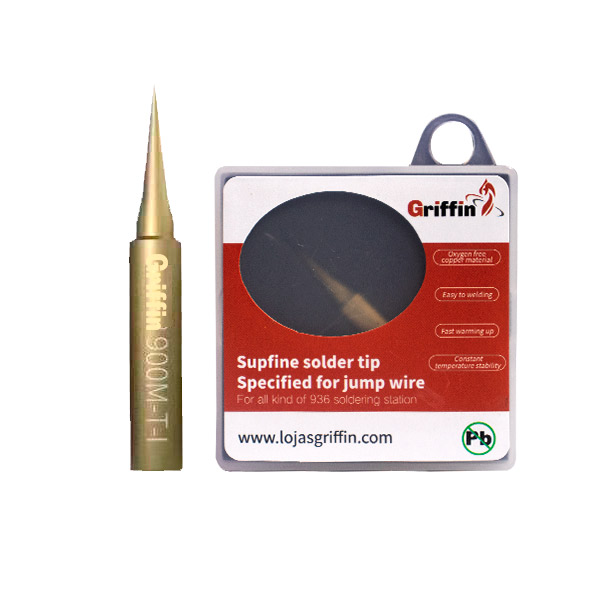 Griffin
900M-T-I
Griffin
Oxygen free
copper material
Easy to welding
Fast warming up
Constant
temperature stability
Supfine solder tip
Specified for jump wire
For all kind of 936 soldering station
www.lojasgriffin.com
Pb